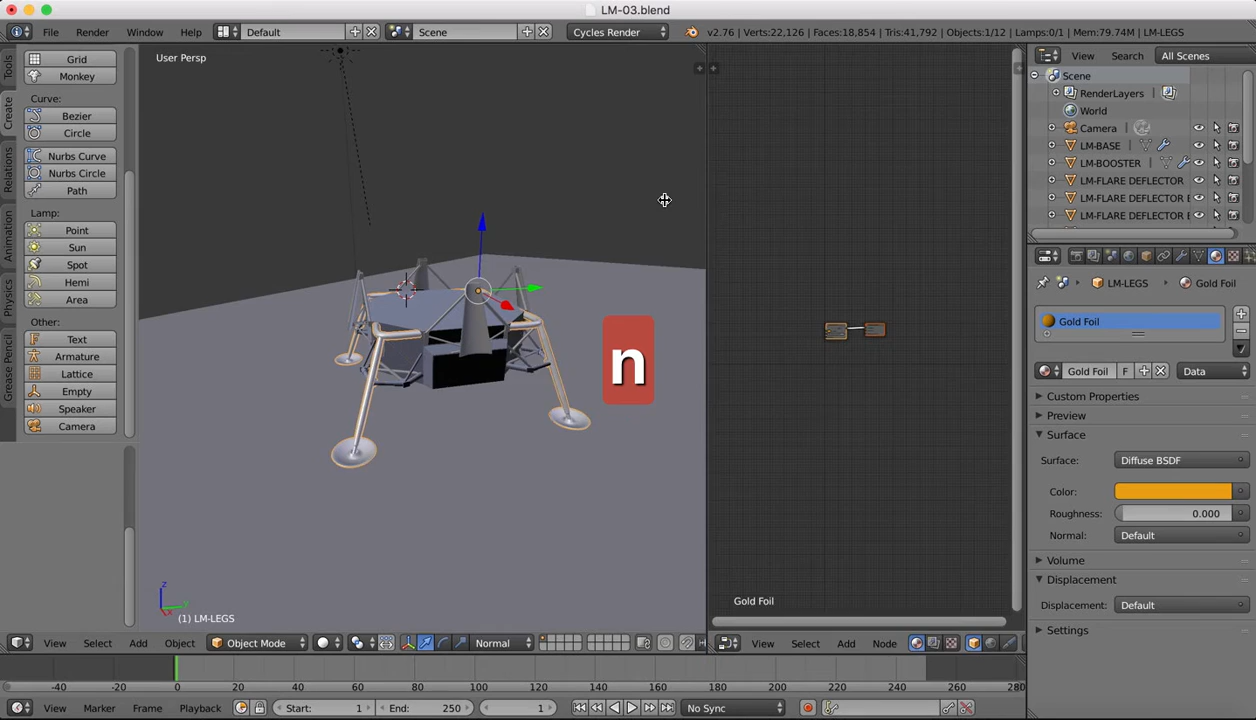 LM-03.blend
File Render Window Help Default Scene Cycles Render v2.76 | Verts:22,126 | Faces:18,854 | Tris:41,792 | Objects:1/12 | Lamps:0/1 | Mem:79.74M | LM-LEGS
Tools
Create
Relations
Animation
Physics
Grease Pencil
Grid
Monkey
Curve:
Bezier
Circle
Nurbs Curve
Nurbs Circle
Path
Lamp:
Point
Sun
Spot
Hemi
Area
Other:
Text
Armature
Lattice
Empty
Speaker
Camera
User Persp
n
(1) LM-LEGS
z
View Select Add Object Object Mode Normal
Gold Foil
View Select Add Node
View Search All Scenes
Scene
RenderLayers
World
Camera
LM-BASE
LM-BOOSTER
LM-FLARE DEFLECTOR
LM-FLARE DEFLECTOR E
LM-FLARE DEFLECTOR E
LM-LEGS Gold Foil
Gold Foil
Gold Foil F Data
Custom Properties
Preview
Surface
Surface: Diffuse BSDF
Color:
Roughness: 0.000
Normal: Default
Volume
Displacement
Displacement: Default
Settings
-40 -20 0 20 40 60 80 100 120 140 160 180 200 220 240 260 280
View Marker Frame Playback Start: 1 End: 250 1 No Sync